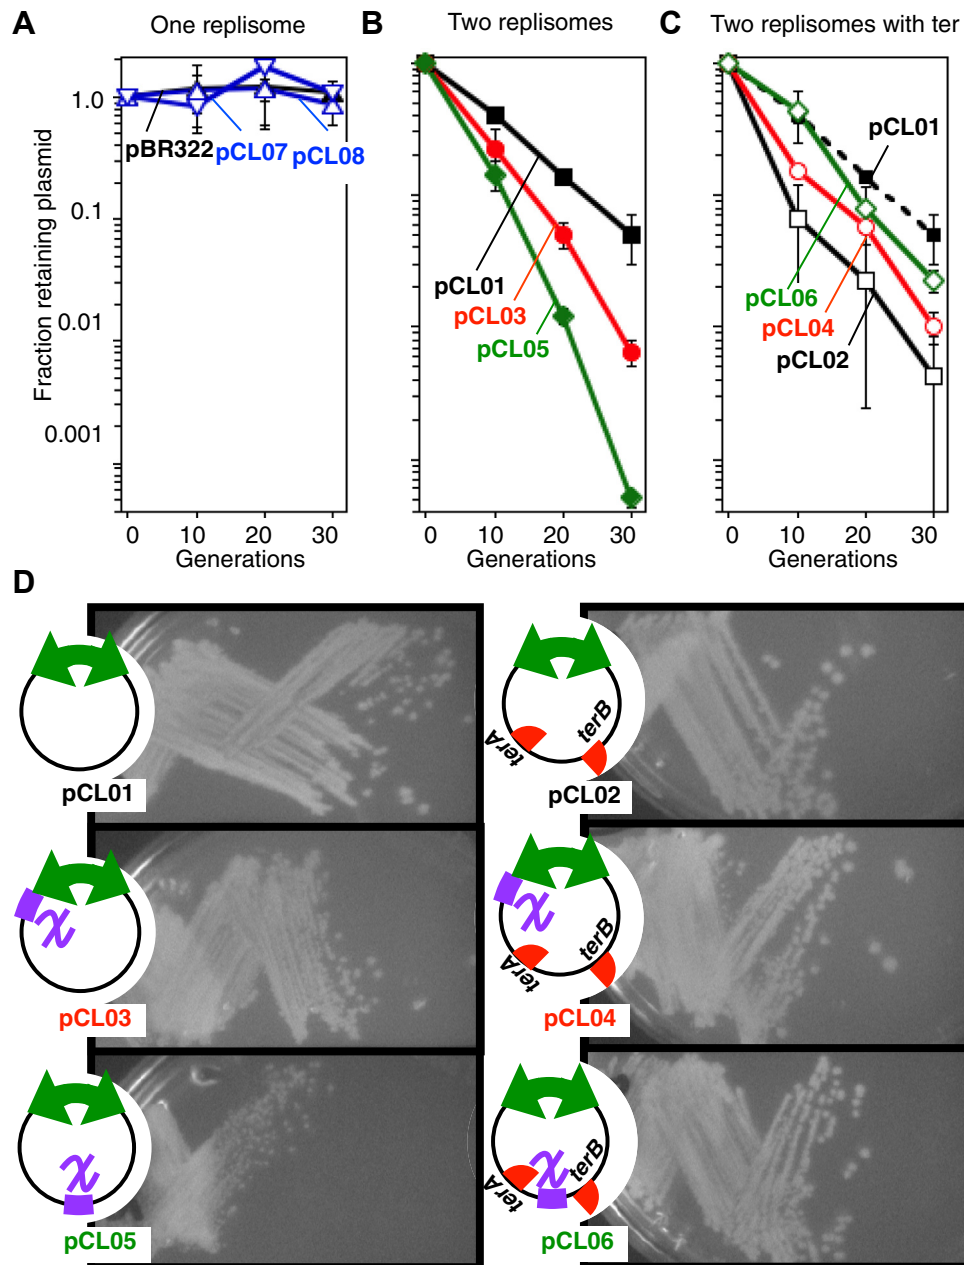 A
One replisome
B
Two replisomes
C
Two replisomes with ter
Fraction retaining plasmid
1.0
0.1
0.01
0.001
pBR322
pCL07
pCL08
0
10
20
30
Generations
pCL01
pCL03
pCL05
0
10
20
30
Generations
pCL01
pCL06
pCL04
pCL02
0
10
20
30
Generations
D
pCL01
terA
terB
pCL02
χ
pCL03
χ
terA
terB
pCL04
χ
pCL05
terA
χ
terB
pCL06